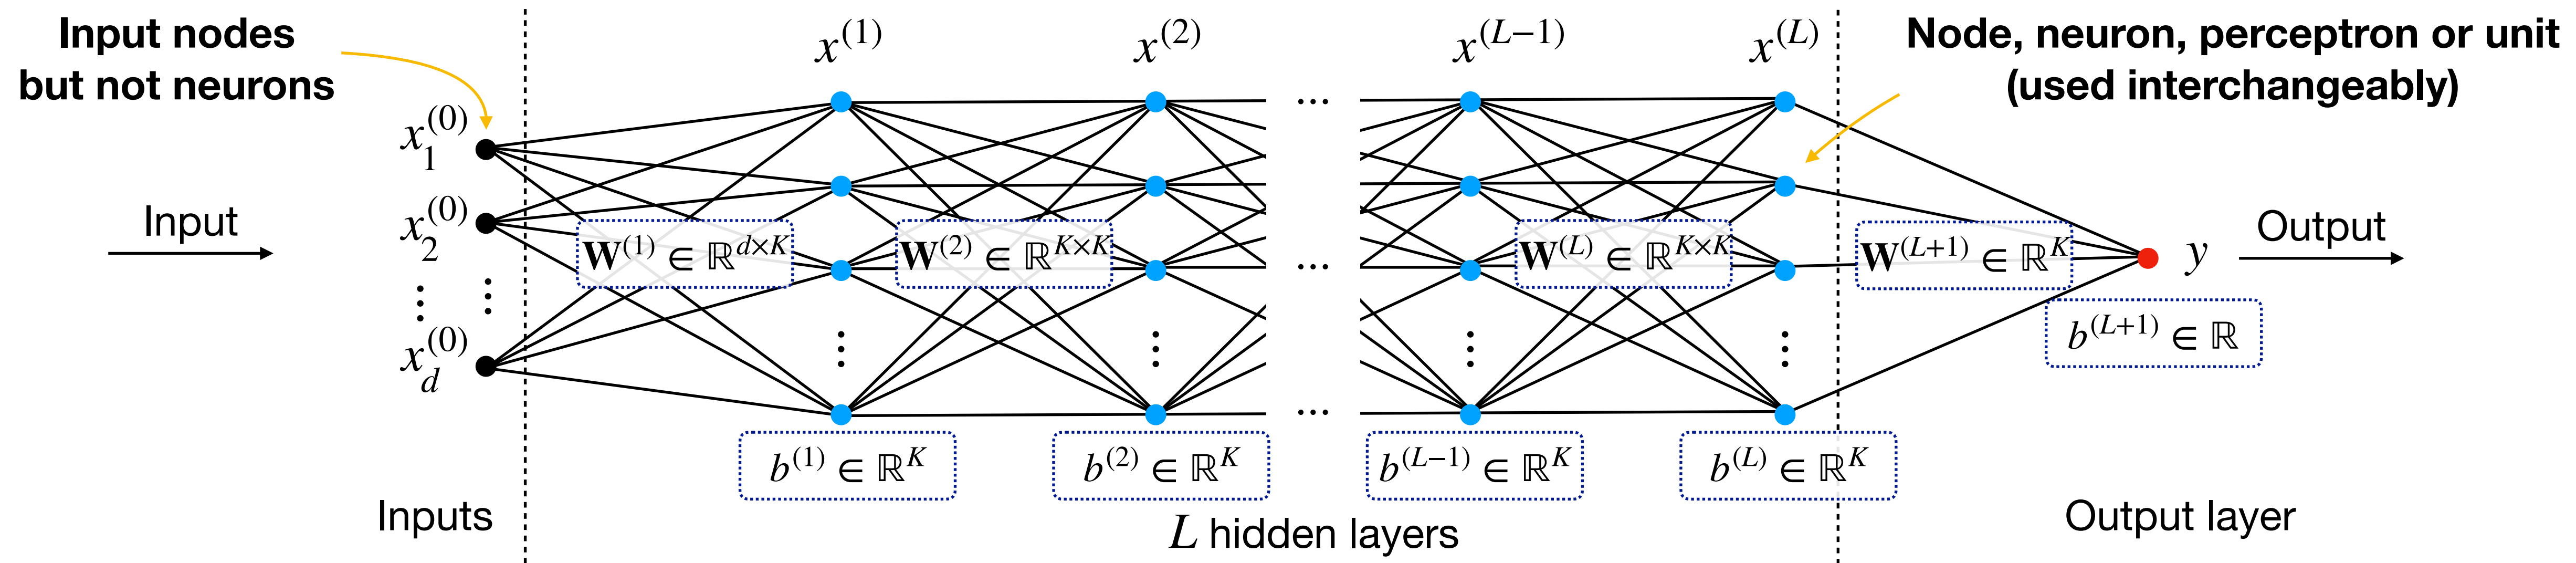 Input nodes
but not neurons
x^{(1)}
x^{(2)}
x^{(L−1)}
x^{(L)}
Node, neuron, perceptron or unit
(used interchangeably)
...
x_1^{(0)}
x_2^{(0)}
⋮
⋮
x_d^{(0)}
Input
W^{(1)} ∈ ℝ^{d×K}
W^{(2)} ∈ ℝ^{K×K}
...
W^{(L)} ∈ ℝ^{K×K}
W^{(L+1)} ∈ ℝ^K
y
Output
b^{(L+1)} ∈ ℝ
⋮
⋮
⋮
⋮
...
b^{(1)} ∈ ℝ^K
b^{(2)} ∈ ℝ^K
b^{(L−1)} ∈ ℝ^K
b^{(L)} ∈ ℝ^K
Inputs
L hidden layers
Output layer